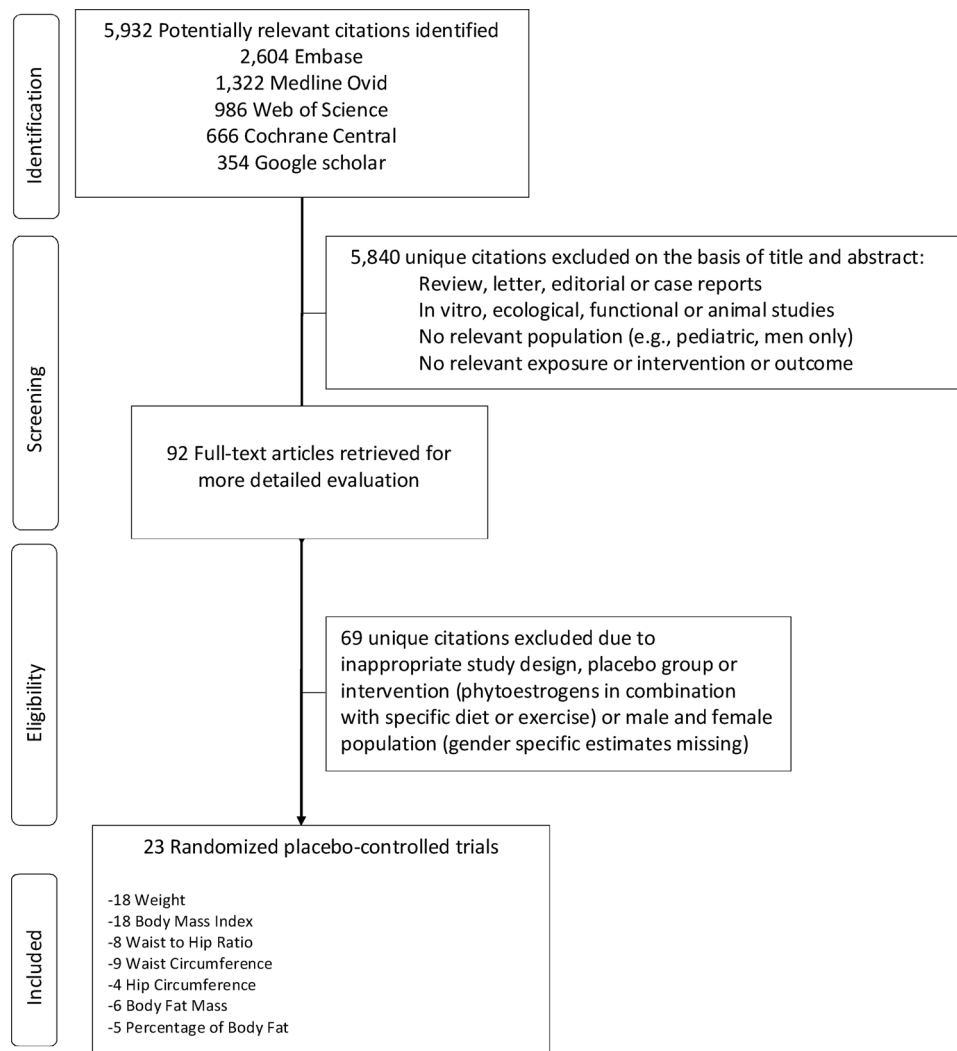 Identification
5,932 Potentially relevant citations identified
2,604 Embase
1,322 Medline Ovid
986 Web of Science
666 Cochrane Central
354 Google scholar
Screening
5,840 unique citations excluded on the basis of title and abstract:
Review, letter, editorial or case reports
In vitro, ecological, functional or animal studies
No relevant population (e.g., pediatric, men only)
No relevant exposure or intervention or outcome
92 Full-text articles retrieved for
more detailed evaluation
Eligibility
69 unique citations excluded due to
inappropriate study design, placebo group or
intervention (phytoestrogens in combination
with specific diet or exercise) or male and female
population (gender specific estimates missing)
Included
23 Randomized placebo-controlled trials
-18 Weight
-18 Body Mass Index
-8 Waist to Hip Ratio
-9 Waist Circumference
-4 Hip Circumference
-6 Body Fat Mass
-5 Percentage of Body Fat